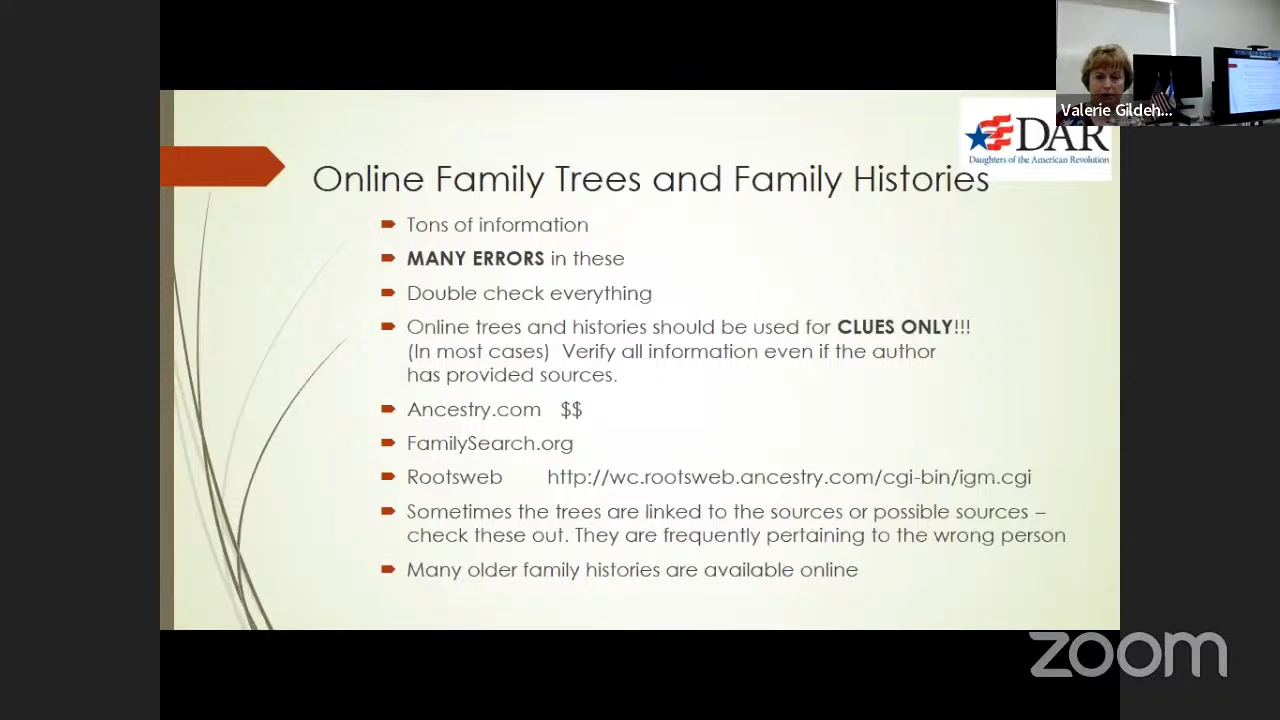 Valerie Gildeh...
DAR
Daughters of the American Revolution
Online Family Trees and Family Histories
Tons of information
MANY ERRORS in these
Double check everything
Online trees and histories should be used for CLUES ONLY!!!
(In most cases)  Verify all information even if the author
has provided sources.
Ancestry.com   $$
FamilySearch.org
Rootsweb   http://wc.rootsweb.ancestry.com/cgi-bin/igm.cgi
Sometimes the trees are linked to the sources or possible sources –
check these out. They are frequently pertaining to the wrong person
Many older family histories are available online
zoom